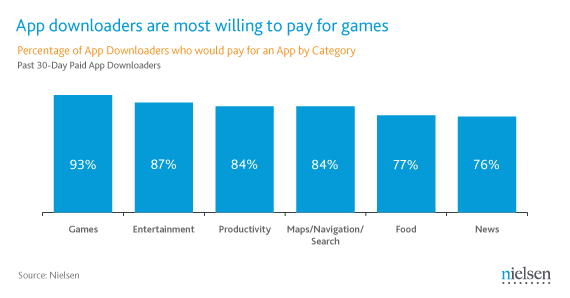 App downloaders are most willing to pay for games
Percentage of App Downloaders who would pay for an App by Category
Past 30-Day Paid App Downloaders
93% 87% 84% 84% 77% 76%
Games Entertainment Productivity Maps/Navigation/ Food News
Search
Source: Nielsen
nielsen